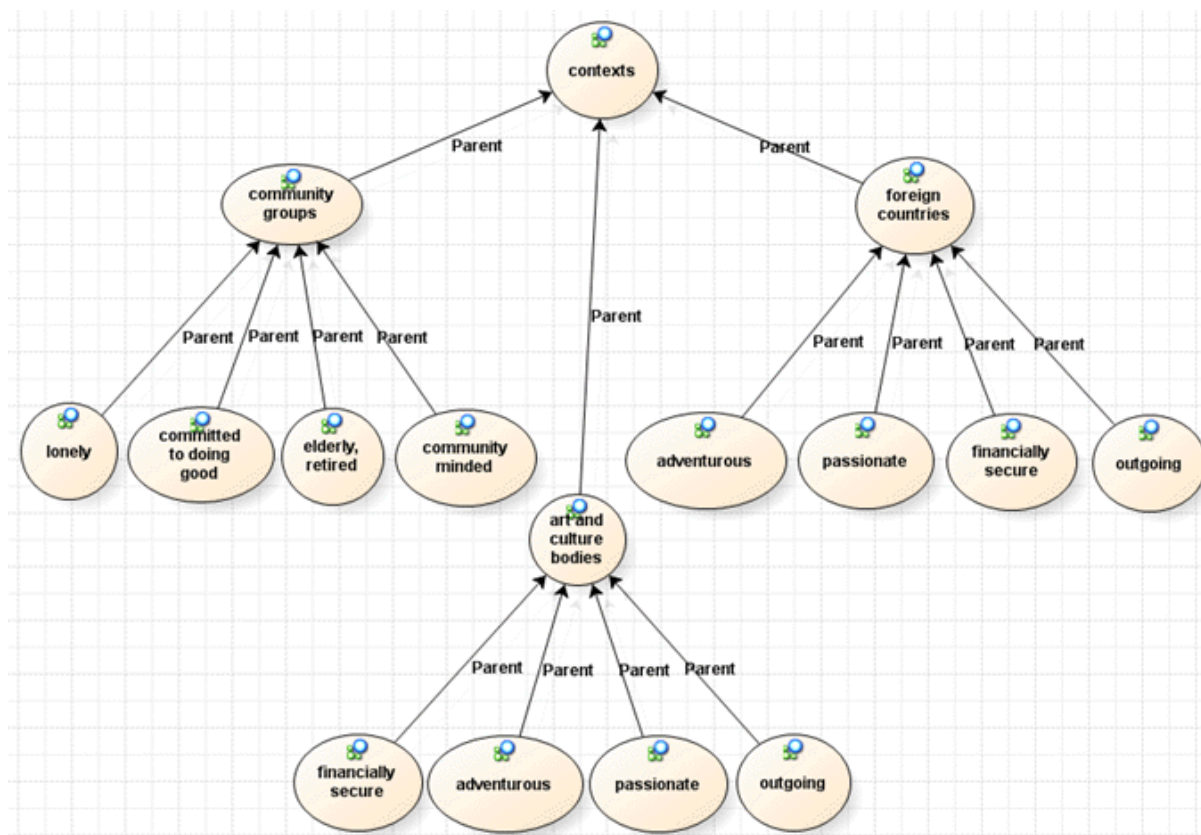 contexts
Parent
Parent
community
groups
foreign
countries
Parent
Parent
Parent
Parent
Parent
Parent
Parent
Parent
Parent
Parent
lonely
committed
to doing
good
elderly,
retired
community
minded
adventurous
passionate
financially
secure
outgoing
art and
culture
bodies
Parent
Parent
Parent
Parent
financially
secure
adventurous
passionate
outgoing